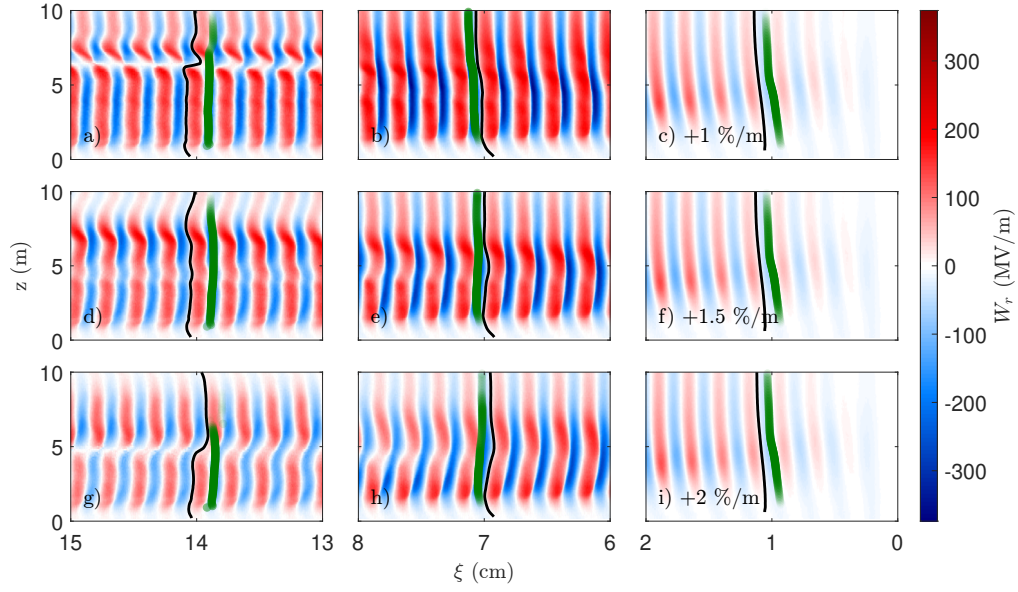 10
5
0
a)
b)
c) +1 %/m
10
5
0
d)
e)
f) +1.5 %/m
10
5
0
g)
h)
i) +2 %/m
15 14 13
8 7 6
2 1 0
z (m)
ξ (cm)
300
200
100
0
-100
-200
-300
W_r (MV/m)